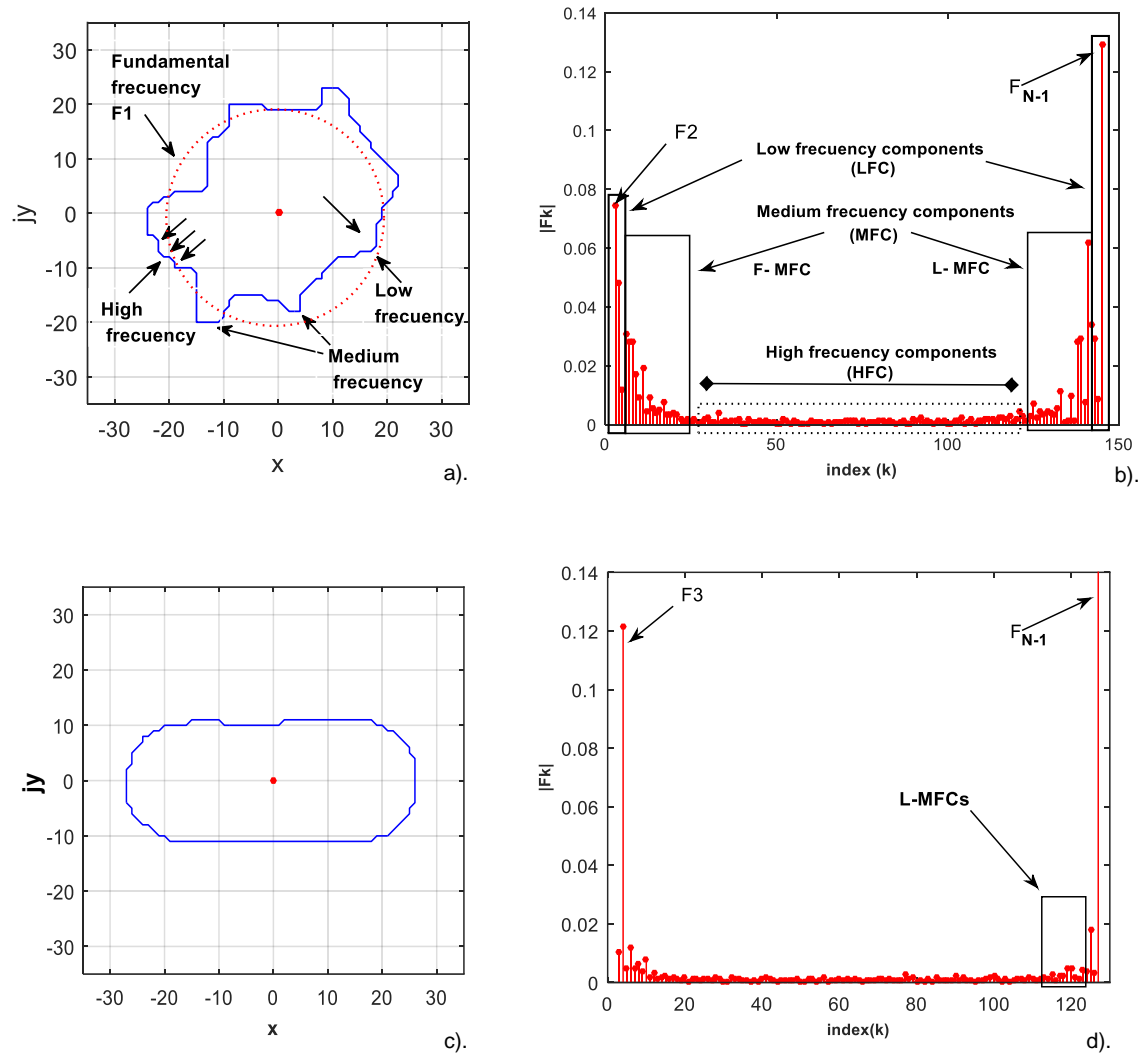 Fundamental
frecuency
F1
High
frecuency
Low
frecuency
Medium
frecuency
30
20
10
0
-10
-20
-30
jy
-30
-20
-10
0
10
20
30
x
a).
0.14
0.12
0.1
0.08
0.06
0.04
0.02
0
|Fk|
F2
F N-1
Low frecuency components
(LFC)
Medium frecuency components
(MFC)
F- MFC
L- MFC
High frecuency components
(HFC)
0
50
100
150
index (k)
b).
30
20
10
0
-10
-20
-30
jy
-30
-20
-10
0
10
20
30
x
c).
0.14
0.12
0.1
0.08
0.06
0.04
0.02
0
|Fk|
F3
F N-1
L-MFCs
0
20
40
60
80
100
120
index(k)
d).